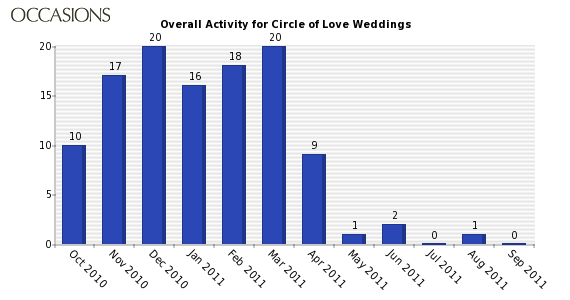 OCCASIONS
Overall Activity for Circle of Love Weddings
20
15
10
5
0
10
17
20
16
18
20
9
1
2
0
1
0
Oct 2010
Nov 2010
Dec 2010
Jan 2011
Feb 2011
Mar 2011
Apr 2011
May 2011
Jun 2011
Jul 2011
Aug 2011
Sep 2011